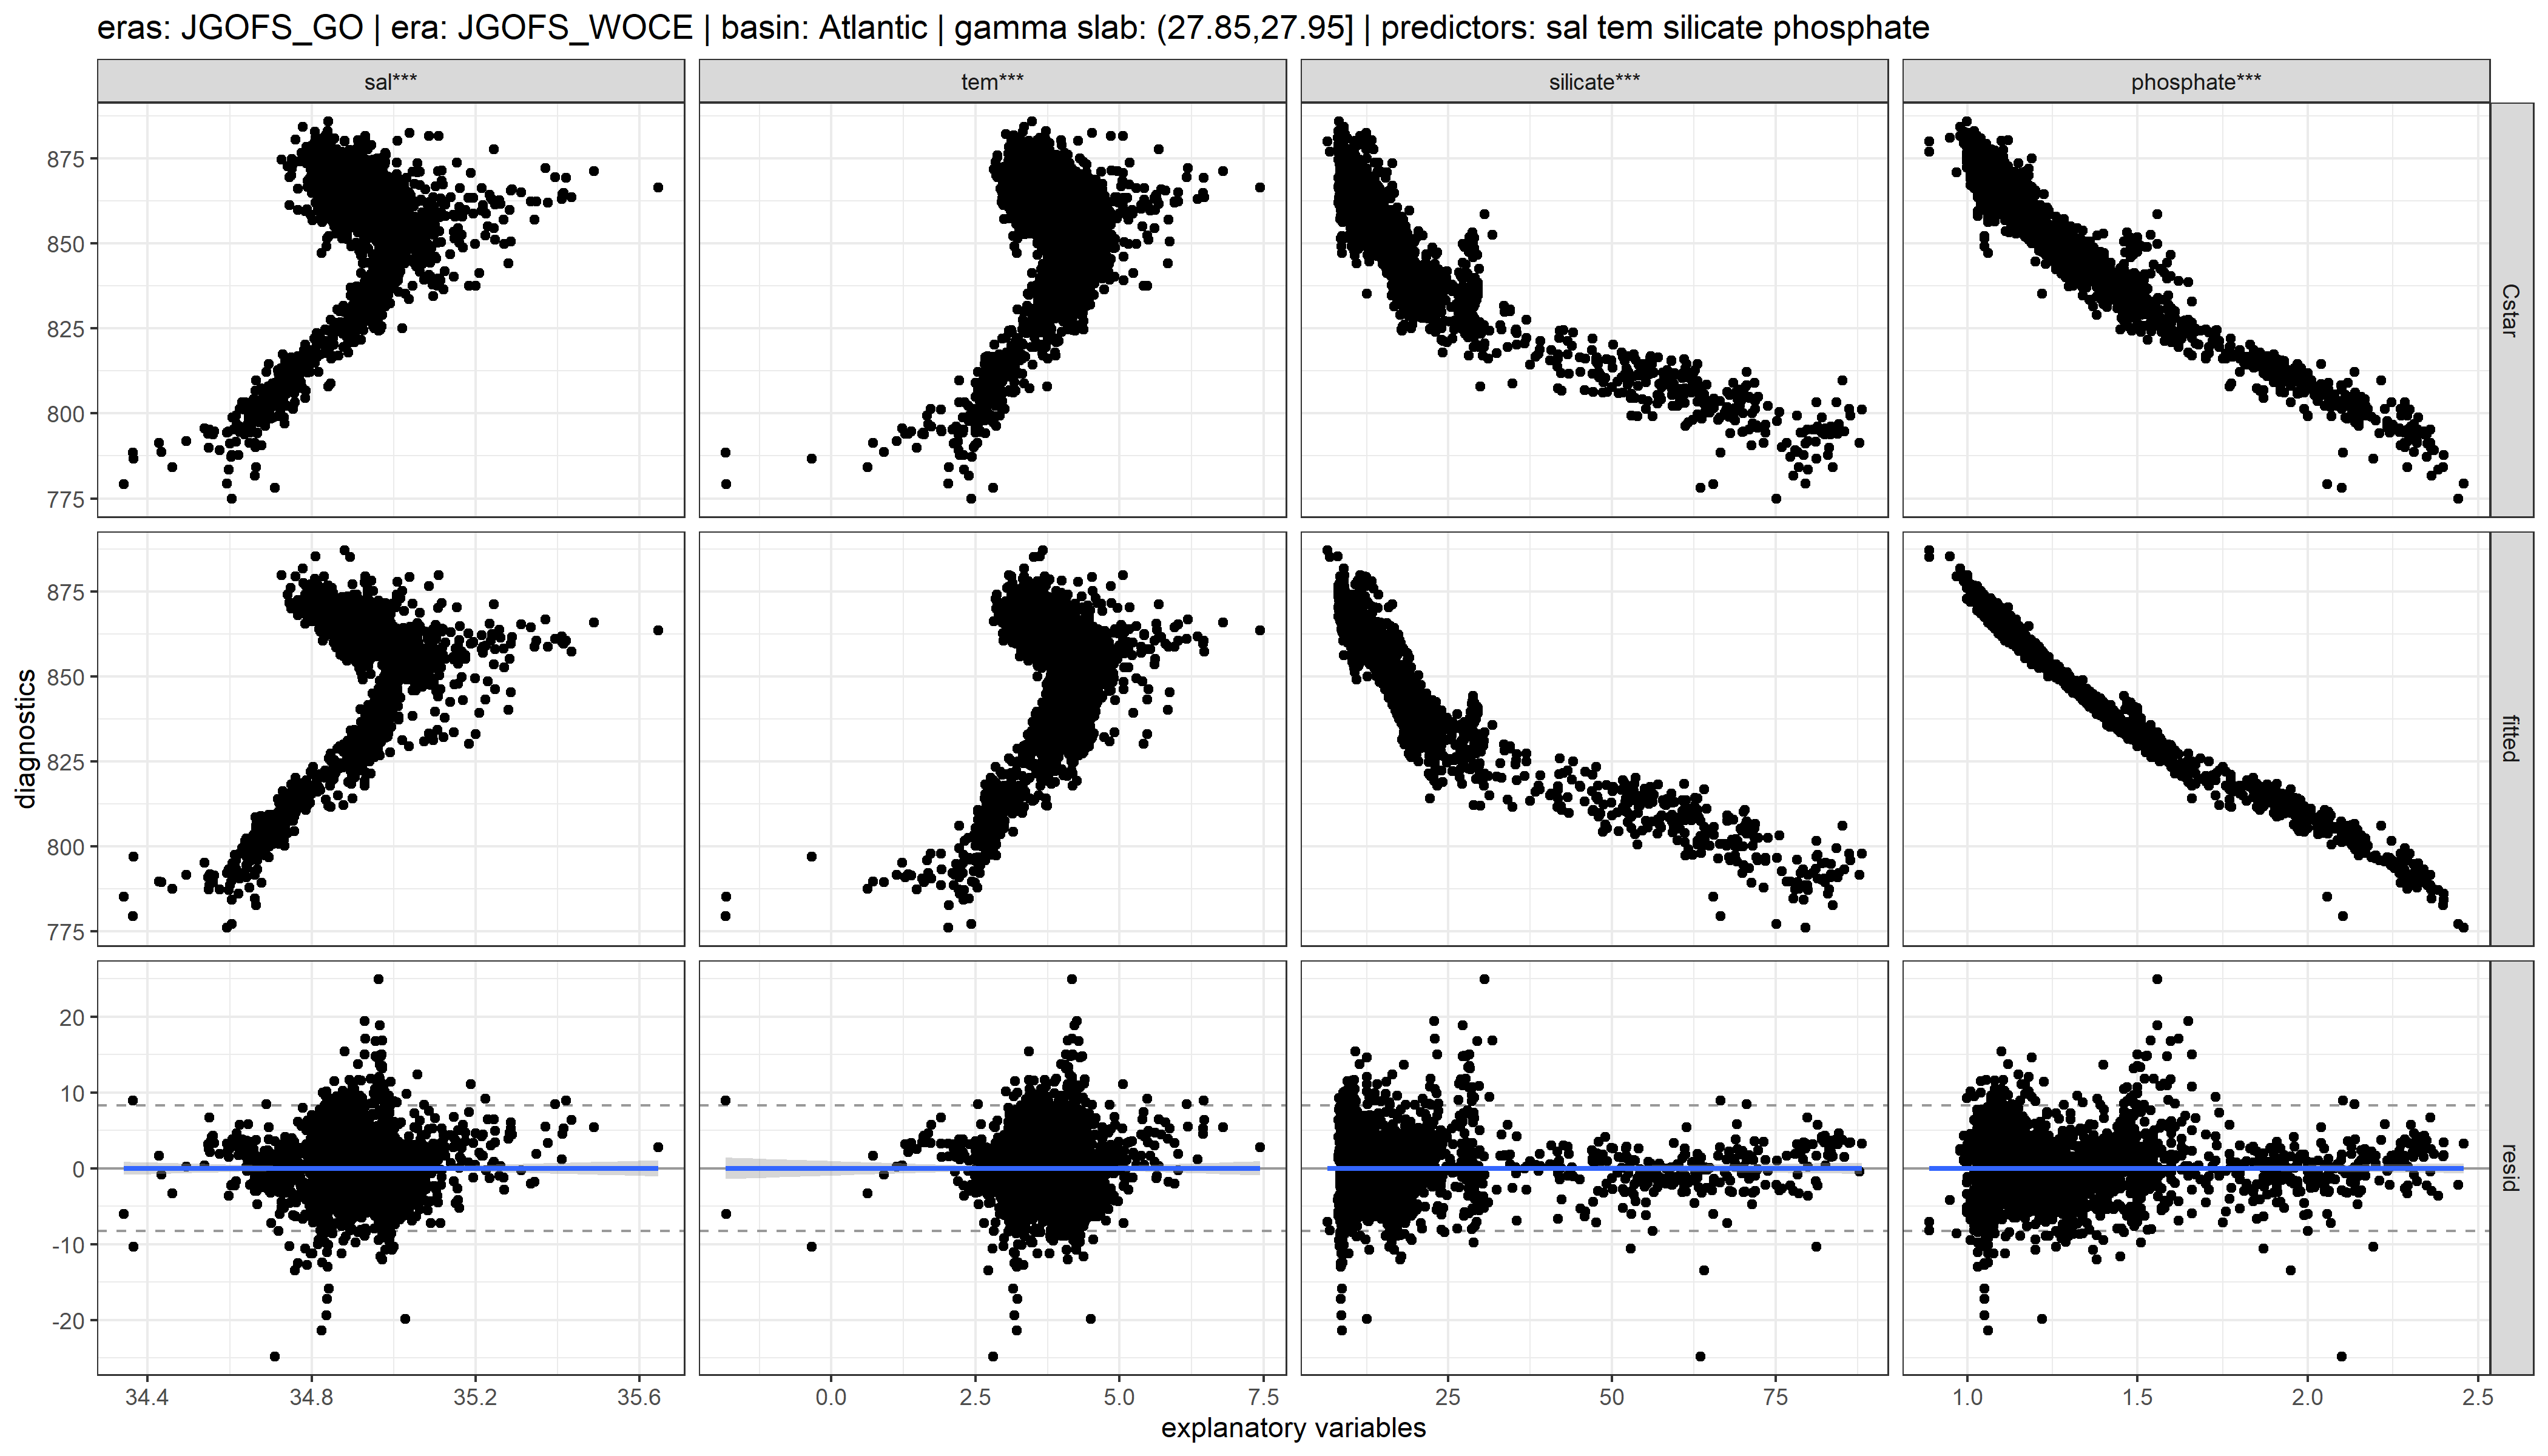 eras: JGOFS_GO | era: JGOFS_WOCE | basin: Atlantic | gamma slab: (27.85,27.95] | predictors: sal tem silicate phosphate
sal*** tem*** silicate*** phosphate***
875
850
825
800
775
Cstar
875
850
825
800
775
fitted
diagnostics
20
10
0
-10
-20
resid
34.4 34.8 35.2 35.6 0.0 2.5 5.0 7.5 25 50 75 1.0 1.5 2.0 2.5
explanatory variables